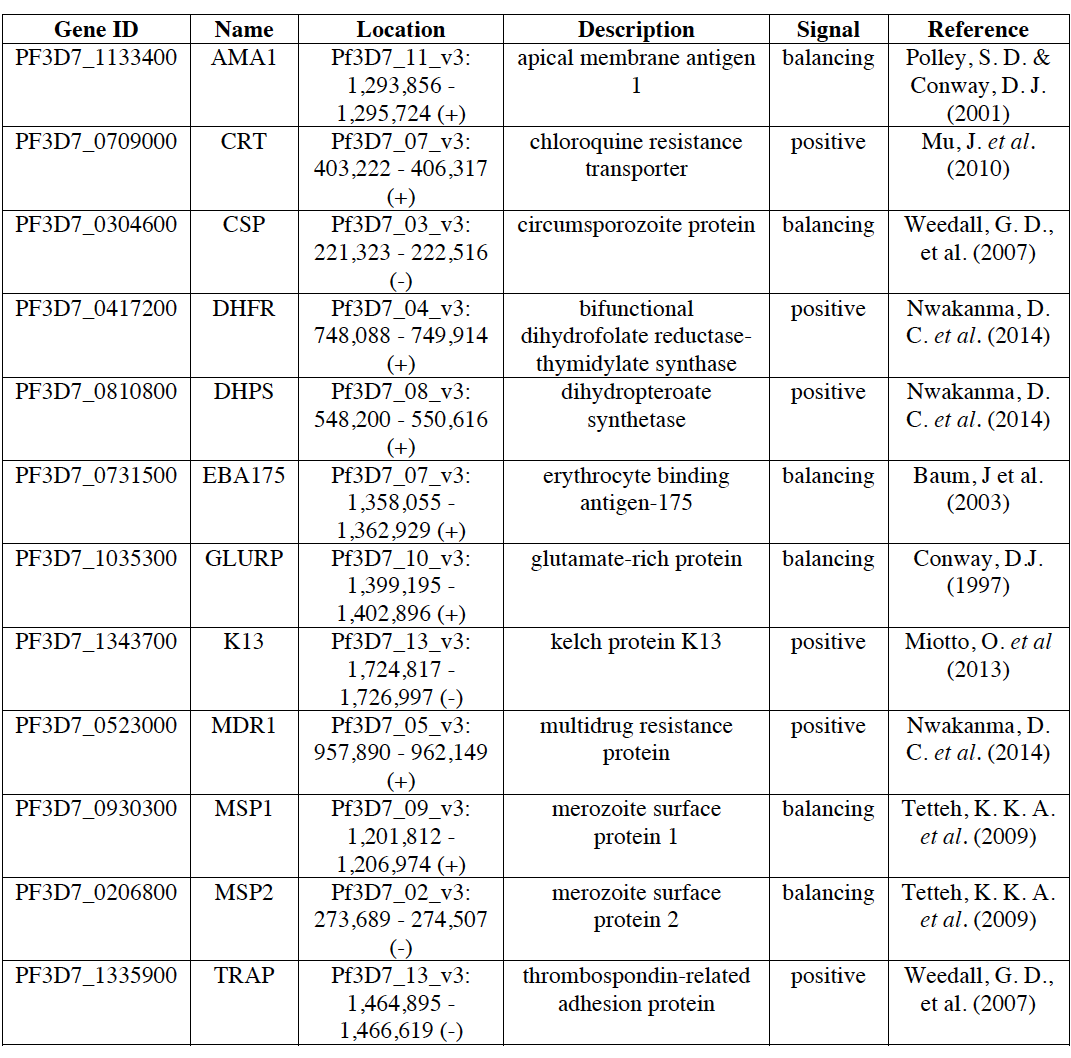 Gene ID Name Location Description Signal Reference
PF3D7_1133400 AMA1 Pf3D7_11_v3: apical membrane antigen balancing Polley, S. D. &
1,293,856 - 1 Conway, D. J.
1,295,724 (+) (2001)
PF3D7_0709000 CRT Pf3D7_07_v3: chloroquine resistance positive Mu, J. et al.
403,222 - 406,317 transporter (2010)
(+)
PF3D7_0304600 CSP Pf3D7_03_v3: circumsporozoite protein balancing Weedall, G. D.,
221,323 - 222,516 et al. (2007)
(-)
PF3D7_0417200 DHFR Pf3D7_04_v3: bifunctional positive Nwakanma, D.
748,088 - 749,914 dihydrofolate reductase- C. et al. (2014)
(+) thymidylate synthase
PF3D7_0810800 DHPS Pf3D7_08_v3: dihydropteroate positive Nwakanma, D.
548,200 - 550,616 synthetase C. et al. (2014)
(+)
PF3D7_0731500 EBA175 Pf3D7_07_v3: erythrocyte binding balancing Baum, J et al.
1,358,055 - antigen-175 (2003)
1,362,929 (+)
PF3D7_1035300 GLURP Pf3D7_10_v3: glutamate-rich protein balancing Conway, D.J.
1,399,195 - (1997)
1,402,896 (+)
PF3D7_1343700 K13 Pf3D7_13_v3: kelch protein K13 positive Miotto, O. et al
1,724,817 - (2013)
1,726,997 (-)
PF3D7_0523000 MDR1 Pf3D7_05_v3: multidrug resistance positive Nwakanma, D.
957,890 - 962,149 protein C. et al. (2014)
(+)
PF3D7_0930300 MSP1 Pf3D7_09_v3: merozoite surface balancing Tetteh, K. K. A.
1,201,812 - protein 1 et al. (2009)
1,206,974 (+)
PF3D7_0206800 MSP2 Pf3D7_02_v3: merozoite surface balancing Tetteh, K. K. A.
273,689 - 274,507 protein 2 et al. (2009)
(-)
PF3D7_1335900 TRAP Pf3D7_13_v3: thrombospondin-related positive Weedall, G. D.,
1,464,895 - adhesion protein et al. (2007)
1,466,619 (-)